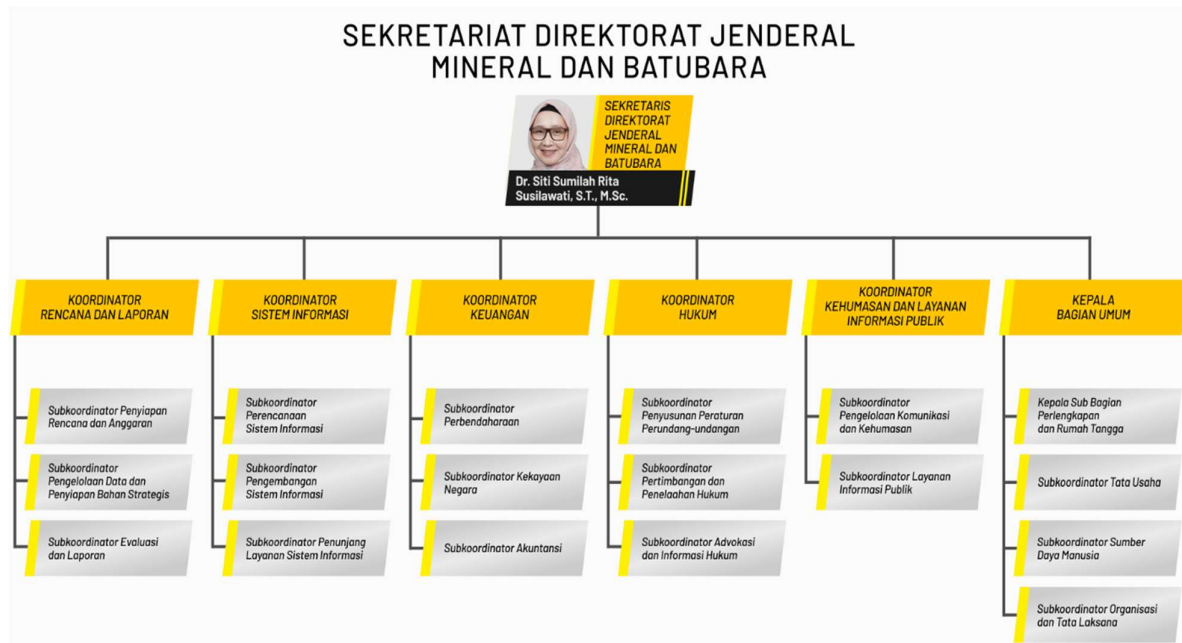 SEKRETARIAT DIREKTORAT JENDERAL
MINERAL DAN BATUBARA
SEKRETARIS
DIREKTORAT
JENDERAL
MINERAL DAN
BATUBARA
Dr. Siti Sumilah Rita
Susilawati, S.T., M.Sc.
KOORDINATOR
RENCANA DAN LAPORAN
Subkoordinator Penyiapan
Rencana dan Anggaran
Subkoordinator
Pengelolaan Data dan
Penyiapan Bahan Strategis
Subkoordinator Evaluasi
dan Laporan
KOORDINATOR
SISTEM INFORMASI
Subkoordinator
Perencanaan
Sistem Informasi
Subkoordinator
Pengembangan
Sistem Informasi
Subkoordinator Penunjang
Layanan Sistem Informasi
KOORDINATOR
KEUANGAN
Subkoordinator
Perbendaharaan
Subkoordinator Kekayaan
Negara
Subkoordinator Akuntansi
KOORDINATOR
HUKUM
Subkoordinator
Penyusunan Peraturan
Perundang-undangan
Subkoordinator
Pertimbangan dan
Penelaahan Hukum
Subkoordinator Advokasi
dan Informasi Hukum
KOORDINATOR
KEHUMASAN DAN LAYANAN
INFORMASI PUBLIK
Subkoordinator
Pengelolaan Komunikasi
dan Kehumasan
Subkoordinator Layanan
Informasi Publik
KEPALA
BAGIAN UMUM
Kepala Sub Bagian
Perlengkapan
dan Rumah Tangga
Subkoordinator Tata Usaha
Subkoordinator Sumber
Daya Manusia
Subkoordinator Organisasi
dan Tata Laksana